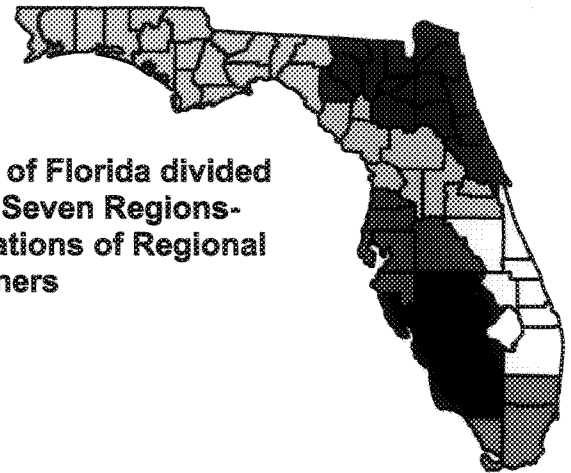 of Florida divided
Seven Regions-
ations of Regional
ners